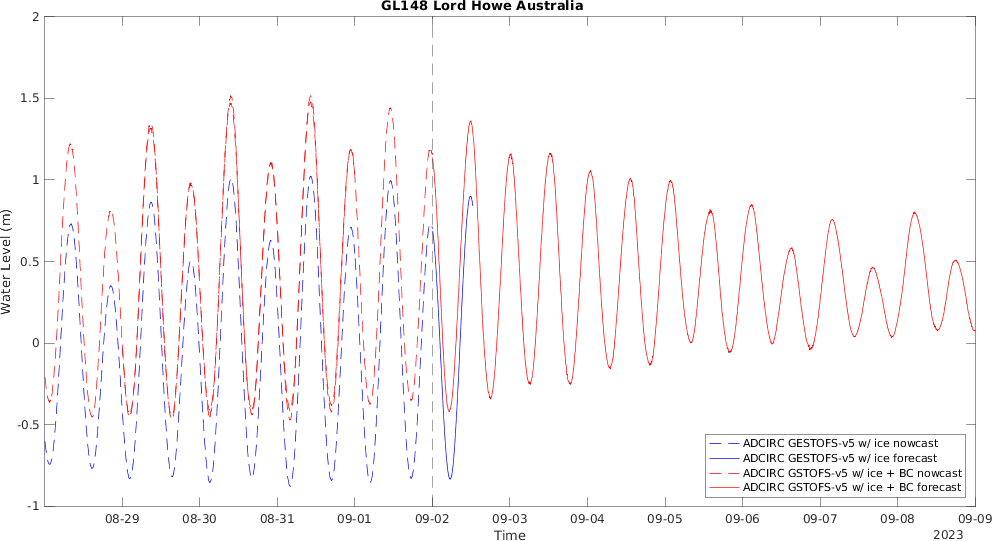 GL148 Lord Howe Australia
2
1.5
1
0.5
0
-0.5
-1
Water Level (m)
ADCIRC GESTOFS-v5 w/ ice nowcast
ADCIRC GESTOFS-v5 w/ ice forecast
ADCIRC GSTOFS-v5 w/ ice + BC nowcast
ADCIRC GSTOFS-v5 w/ ice + BC forecast
08-29 08-30 08-31 09-01 09-02 09-03 09-04 09-05 09-06 09-07 09-08 09-09
Time
2023